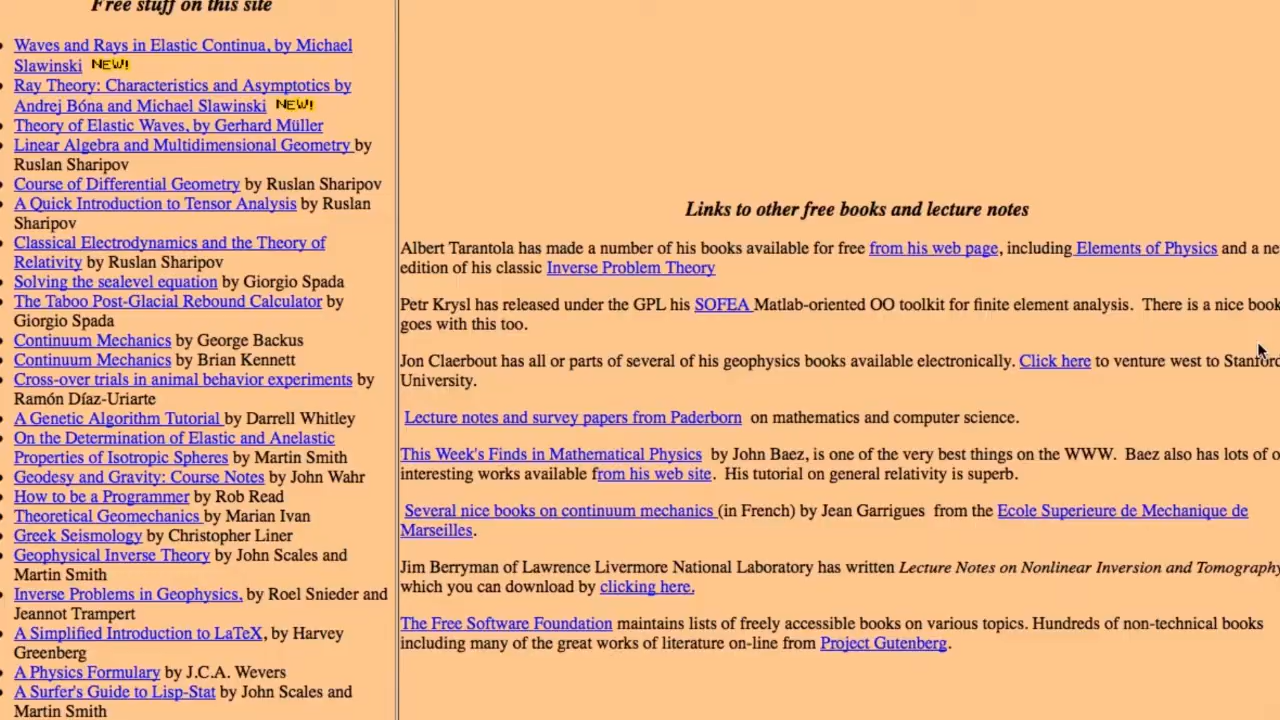 Free stuff on this site
Waves and Rays in Elastic Continua, by Michael
Slawinski NEW!
Ray Theory: Characteristics and Asymptotics by
Andrej Bóna and Michael Slawinski NEW!
Theory of Elastic Waves, by Gerhard Müller
Linear Algebra and Multidimensional Geometry by
Ruslan Sharipov
Course of Differential Geometry by Ruslan Sharipov
A Quick Introduction to Tensor Analysis by Ruslan
Sharipov
Classical Electrodynamics and the Theory of
Relativity by Ruslan Sharipov
Solving the sealevel equation by Giorgio Spada
The Taboo Post-Glacial Rebound Calculator by
Giorgio Spada
Continuum Mechanics by George Backus
Continuum Mechanics by Brian Kennett
Cross-over trials in animal behavior experiments by
Ramón Díaz-Uriarte
A Genetic Algorithm Tutorial by Darrell Whitley
On the Determination of Elastic and Anelastic
Properties of Isotropic Spheres by Martin Smith
Geodesy and Gravity: Course Notes by John Wahr
How to be a Programmer by Rob Read
Theoretical Geomechanics by Marian Ivan
Greek Seismology by Christopher Liner
Geophysical Inverse Theory by John Scales and
Martin Smith
Inverse Problems in Geophysics, by Roel Snieder and
Jeannot Trampert
A Simplified Introduction to LaTeX, by Harvey
Greenberg
A Physics Formulary by J.C.A. Wevers
A Surfer's Guide to Lisp-Stat by John Scales and
Martin Smith
Links to other free books and lecture notes
Albert Tarantola has made a number of his books available for free from his web page, including Elements of Physics and a ne
edition of his classic Inverse Problem Theory
Petr Krysl has released under the GPL his SOFEA Matlab-oriented OO toolkit for finite element analysis. There is a nice book
goes with this too.
Jon Claerbout has all or parts of several of his geophysics books available electronically. Click here to venture west to Stanford
University.
Lecture notes and survey papers from Paderborn on mathematics and computer science.
This Week's Finds in Mathematical Physics by John Baez, is one of the very best things on the WWW. Baez also has lots of o
interesting works available from his web site. His tutorial on general relativity is superb.
Several nice books on continuum mechanics (in French) by Jean Garrigues from the Ecole Superieure de Mechanique de
Marseilles.
Jim Berryman of Lawrence Livermore National Laboratory has written Lecture Notes on Nonlinear Inversion and Tomography
which you can download by clicking here.
The Free Software Foundation maintains lists of freely accessible books on various topics. Hundreds of non-technical books
including many of the great works of literature on-line from Project Gutenberg.